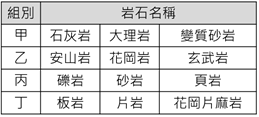 組別 岩石名稱
甲 石灰岩 大理岩 變質砂岩
乙 安山岩 花岡岩 玄武岩
丙 礫岩 砂岩 頁岩
丁 板岩 片岩 花岡片麻岩